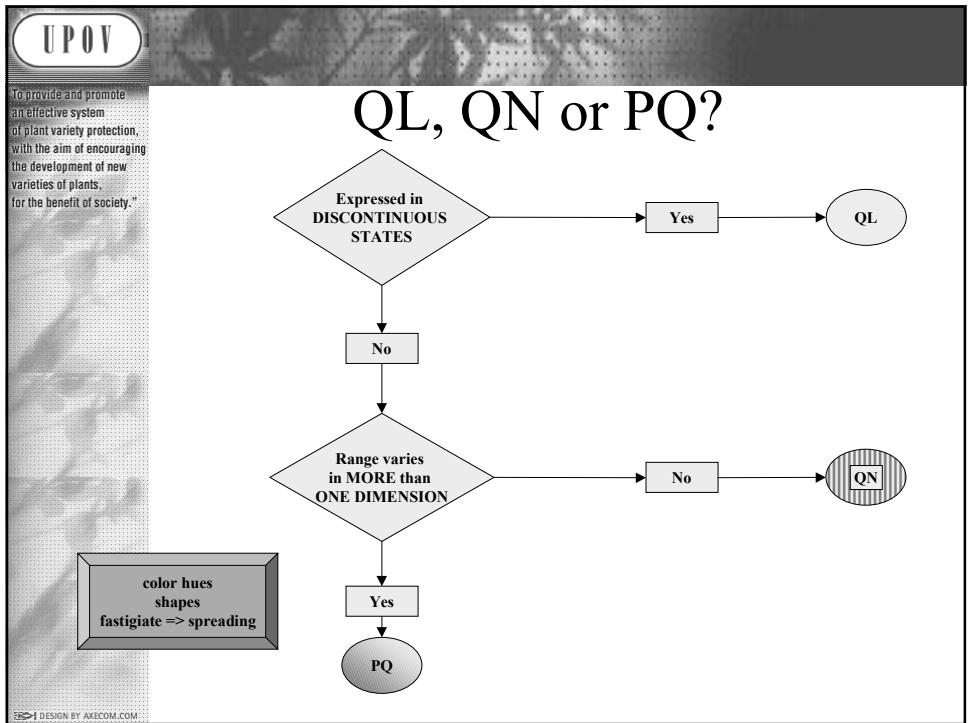 UPOV
"To provide and promote
an effective system
of plant variety protection,
with the aim of encouraging
the development of new
varieties of plants,
for the benefit of society."
QL, QN or PQ?
Expressed in
DISCONTINUOUS
STATES
Yes
QL
No
Range varies
in MORE than
ONE DIMENSION
No
QN
color hues
shapes
fastigiate => spreading
Yes
PQ
DESIGN BY AXECOM.COM